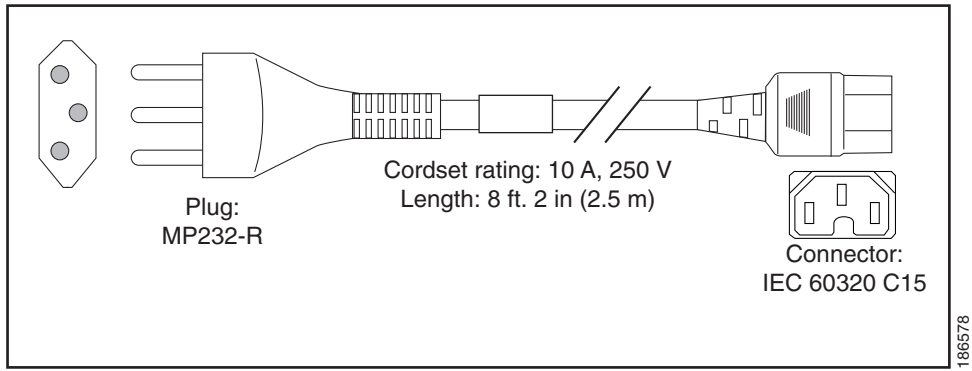 Cordset rating: 10 A, 250 V
Length: 8 ft. 2 in (2.5 m)
Plug:
MP232-R
Connector:
IEC 60320 C15
186578